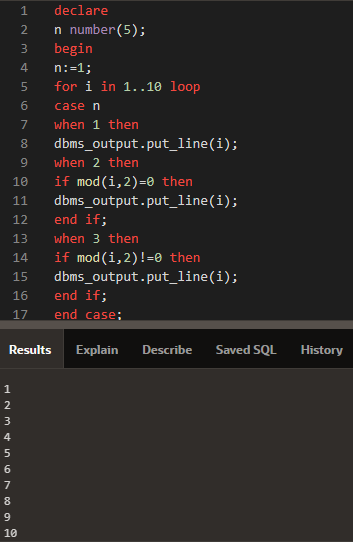 1 declare
2 n number(5);
3 begin
4 n:=1;
5 for i in 1..10 loop
6 case n
7 when 1 then
8 dbms_output.put_line(i);
9 when 2 then
10 if mod(i,2)=0 then
11 dbms_output.put_line(i);
12 end if;
13 when 3 then
14 if mod(i,2)!=0 then
15 dbms_output.put_line(i);
16 end if;
17 end case;
Results Explain Describe Saved SQL History
1
2
3
4
5
6
7
8
9
10